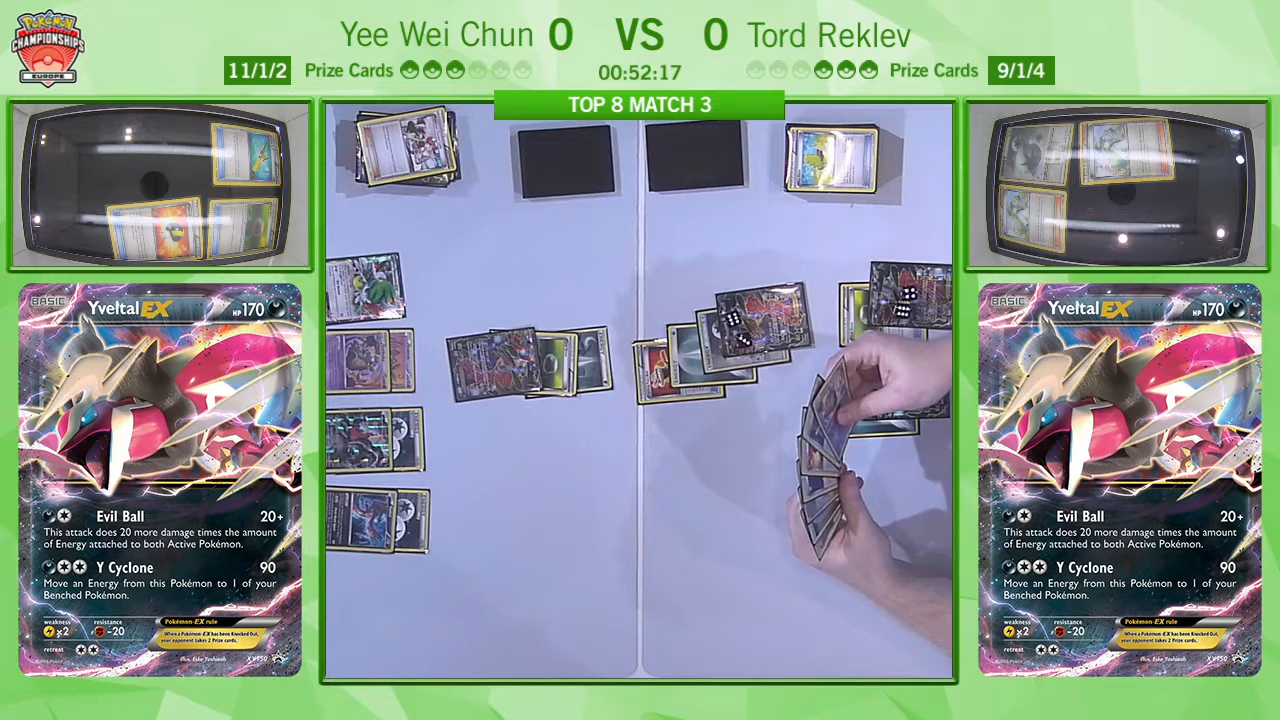 Pokémon
CHAMPIONSHIPS
EUROPE
Yee Wei Chun 0 VS 0 Tord Reklev
11/1/2 Prize Cards 00:52:17 Prize Cards 9/1/4
TOP 8 MATCH 3
BASIC YveltalEX HP170
Evil Ball 20+
This attack does 20 more damage times the amount
of Energy attached to both Active Pokémon.
Y Cyclone 90
Move an Energy from this Pokémon to 1 of your
Benched Pokémon.
weakness ×2 resistance -20
retreat
Pokémon-EX rule
When a Pokémon-EX has been Knocked Out,
your opponent takes 2 Prize cards.
XY150
BASIC YveltalEX HP170
Evil Ball 20+
This attack does 20 more damage times the amount
of Energy attached to both Active Pokémon.
Y Cyclone 90
Move an Energy from this Pokémon to 1 of your
Benched Pokémon.
weakness ×2 resistance -20
retreat
Pokémon-EX rule
When a Pokémon-EX has been Knocked Out,
your opponent takes 2 Prize cards.
XY150